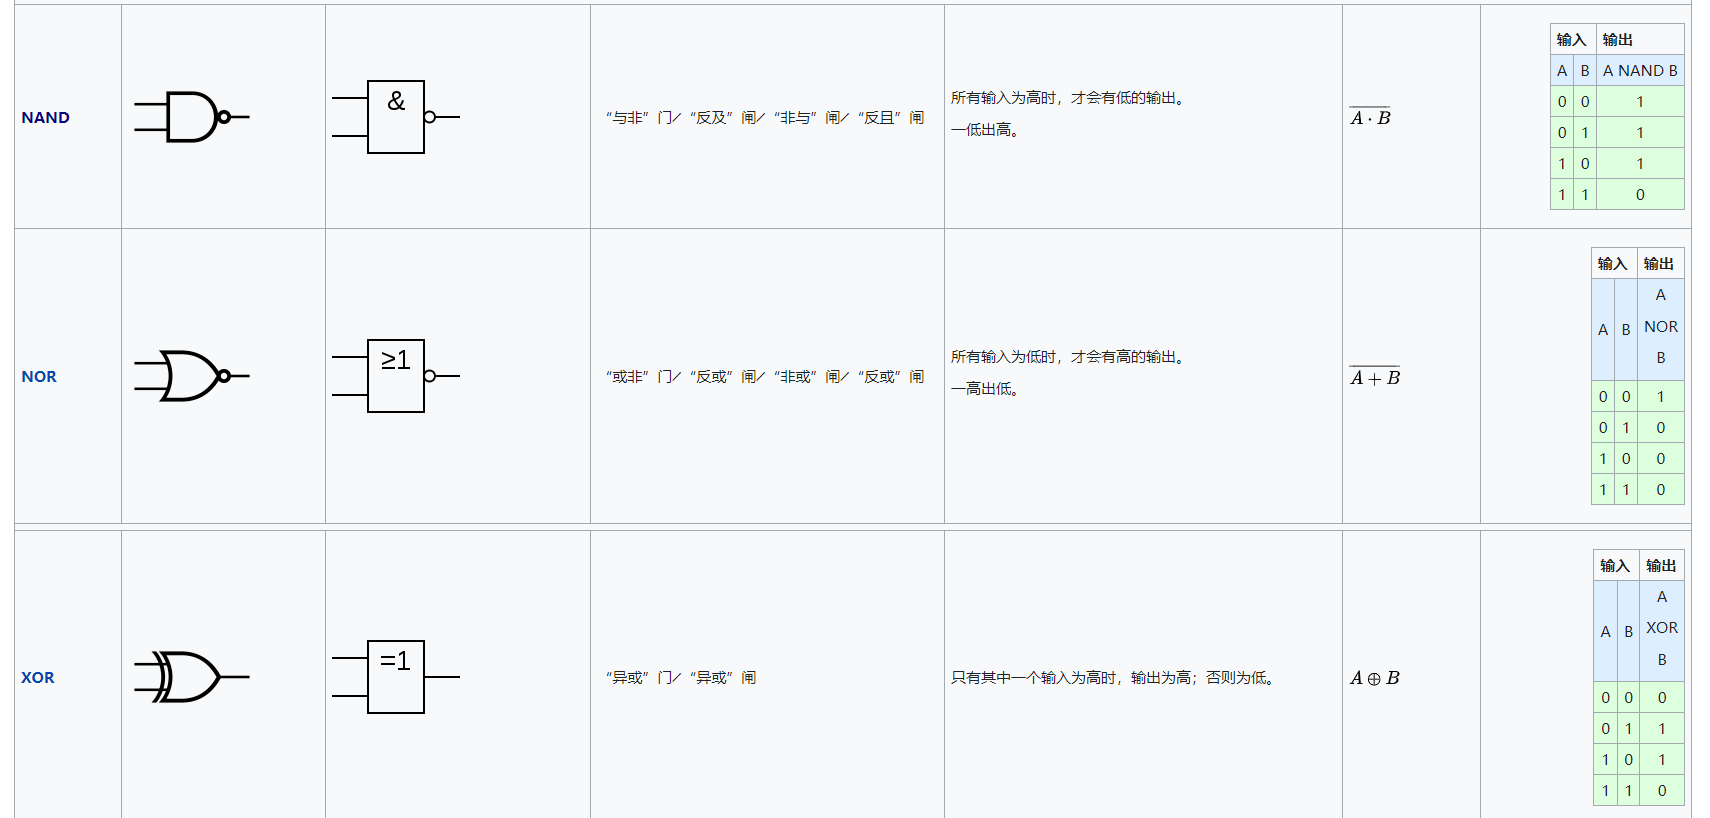 NAND
&
“与非”门／“反及”闸／“非与”闸／“反且”闸
所有输入为高时，才会有低的输出。
一低出高。
A · B
输入 输出
A B A NAND B
0 0 1
0 1 1
1 0 1
1 1 0
NOR
≥1
“或非”门／“反或”闸／“非或”闸／“反或”闸
所有输入为低时，才会有高的输出。
一高出低。
A + B
输入 输出
A B A
NOR
B
0 0 1
0 1 0
1 0 0
1 1 0
XOR
=1
“异或”门／“异或”闸
只有其中一个输入为高时，输出为高；否则为低。
A ⊕ B
输入 输出
A B A
XOR
B
0 0 0
0 1 1
1 0 1
1 1 0